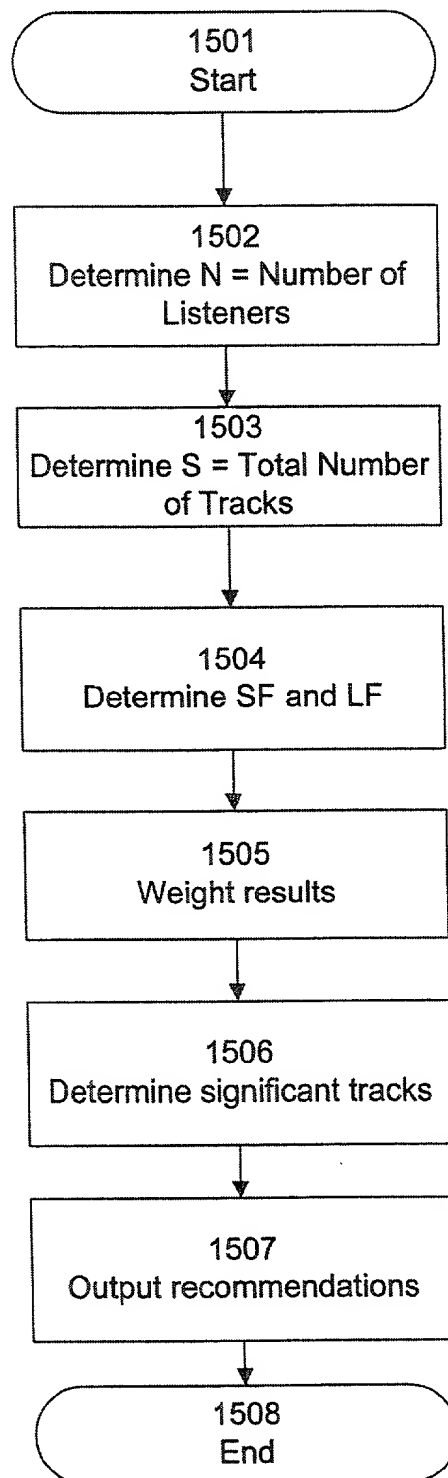 1501
Start
1502
Determine N = Number of
Listeners
1503
Determine S = Total Number
of Tracks
1504
Determine SF and LF
1505
Weight results
1506
Determine significant tracks
1507
Output recommendations
1508
End